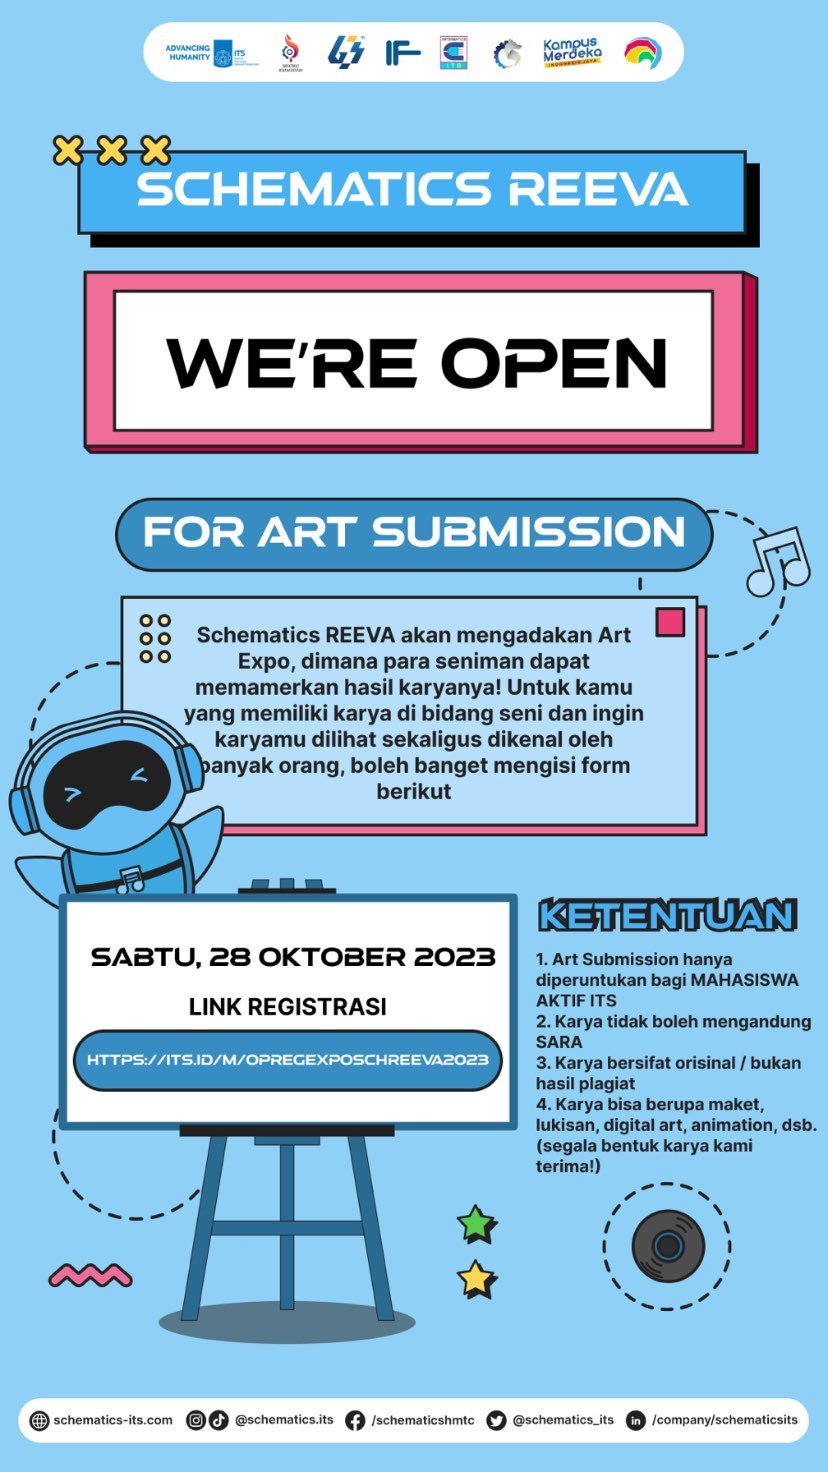 ADVANCING
HUMANITY
ITS
IF
INFORMATICS
ITS
Kampus
Merdeka
INDONESIA JAYA
SCHEMATICS REEVA
WE'RE OPEN
FOR ART SUBMISSION
Schematics REEVA akan mengadakan Art
Expo, dimana para seniman dapat
memamerkan hasil karyanya! Untuk kamu
yang memiliki karya di bidang seni dan ingin
karyamu dilihat sekaligus dikenal oleh
banyak orang, boleh banget mengisi form
berikut
SABTU, 28 OKTOBER 2023
LINK REGISTRASI
HTTPS://ITS.ID/M/OPREGEXPOSCHREEVA2023
KETENTUAN
1. Art Submission hanya
diperuntukan bagi MAHASISWA
AKTIF ITS
2. Karya tidak boleh mengandung
SARA
3. Karya bersifat orisinal / bukan
hasil plagiat
4. Karya bisa berupa maket,
lukisan, digital art, animation, dsb.
(segala bentuk karya kami
terima!)
schematics-its.com @schematics.its /schematicshmtc @schematics_its /company/schematicsits